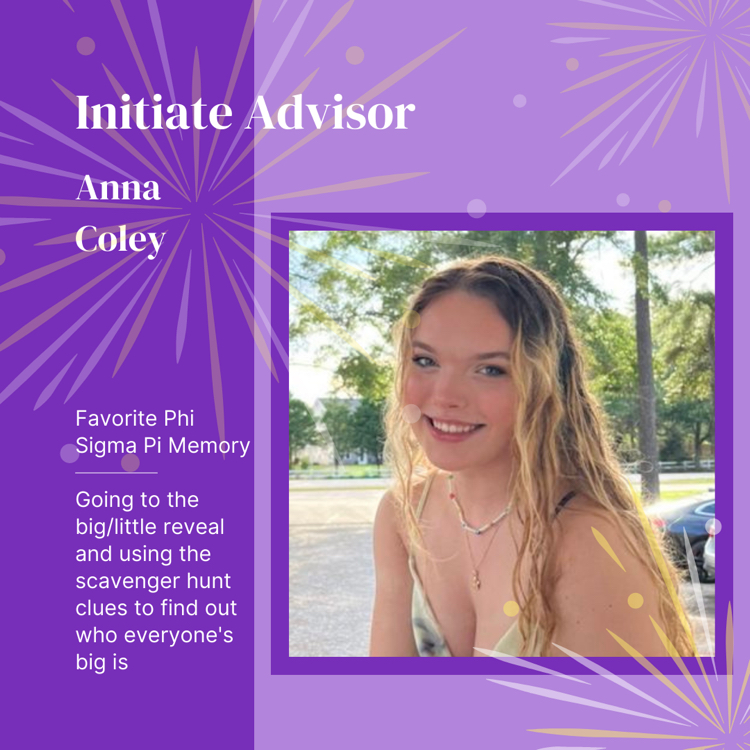 Initiate Advisor
Anna
Coley
Favorite Phi
Sigma Pi Memory
Going to the
big/little reveal
and using the
scavenger hunt
clues to find out
who everyone's
big is